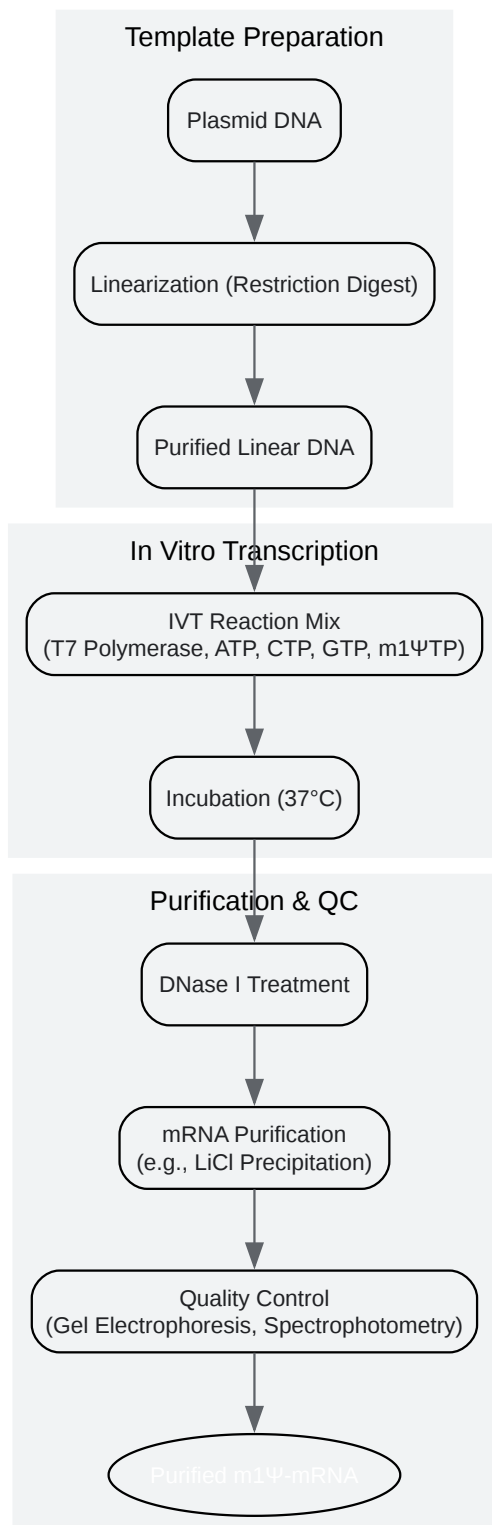 Template Preparation
Plasmid DNA
Linearization (Restriction Digest)
Purified Linear DNA
In Vitro Transcription
IVT Reaction Mix
(T7 Polymerase, ATP, CTP, GTP, m1ΨTP)
Incubation (37°C)
Purification & QC
DNase I Treatment
mRNA Purification
(e.g., LiCl Precipitation)
Quality Control
(Gel Electrophoresis, Spectrophotometry)
Purified m1Ψ-mRNA